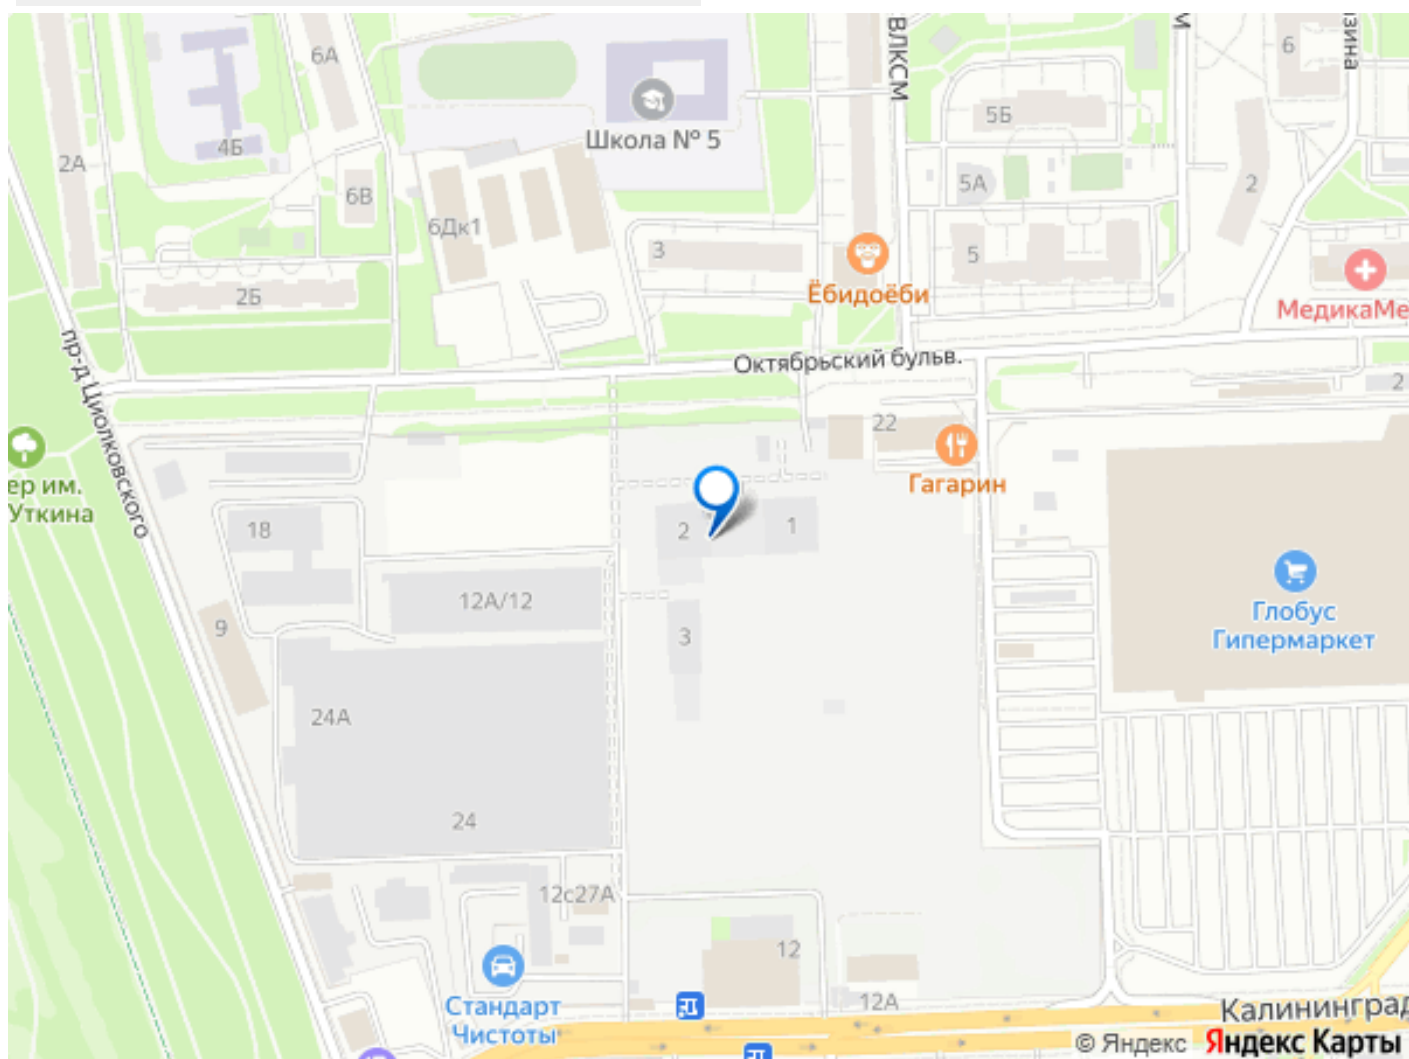 ВЛКСМ
М
зина
6А
6
4Б
2А
Школа № 5
5Б
5А
2
6В
6Дк1
3
5
Ёбидоёби
МедикаМе
2Б
пр-д Циолковского
Октябрьский бульв.
2
22
Гагарин
ер им.
Уткина
18
2
1
12А/12
9
3
Глобус
Гипермаркет
24А
24
12с27А
12
12А
Стандарт
Чистоты
Калининград
© Яндекс Яндекс Карты